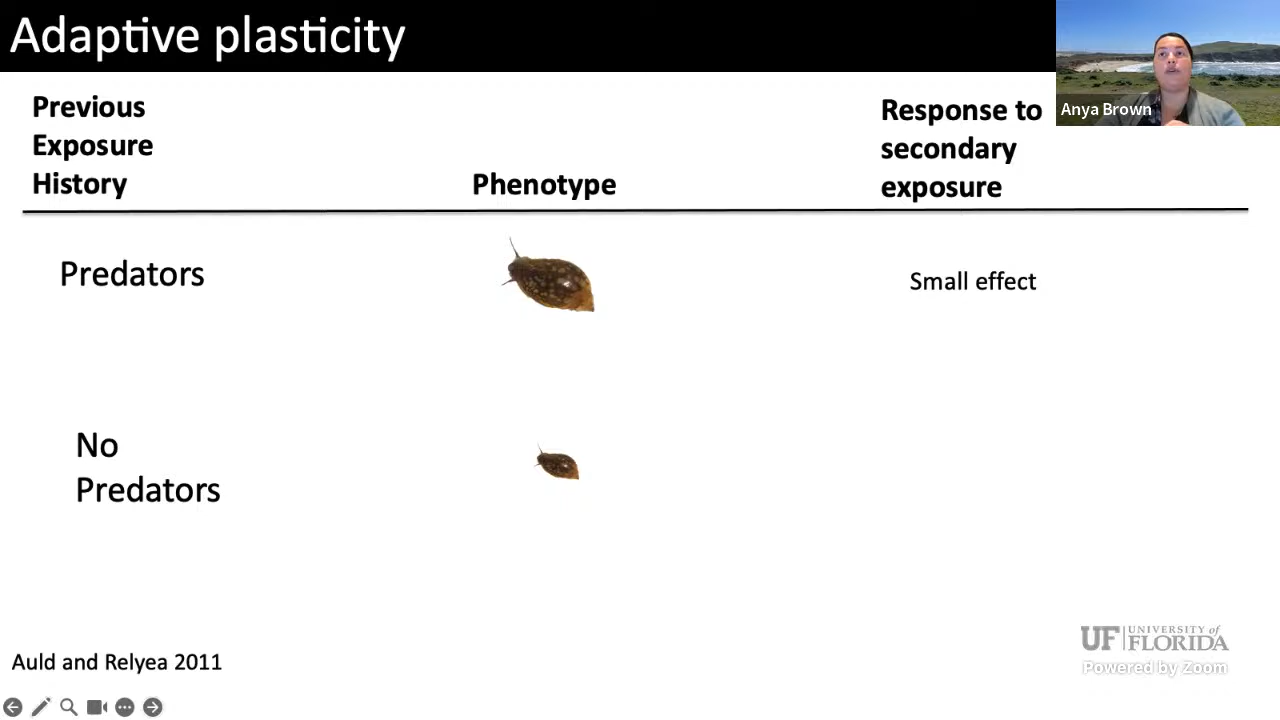 Adaptive plasticity
Anya Brown
Previous
Exposure
History
Phenotype
Response to
secondary
exposure
Predators
Small effect
No
Predators
Auld and Relyea 2011
UF UNIVERSITY of
FLORIDA
Powered by Zoom